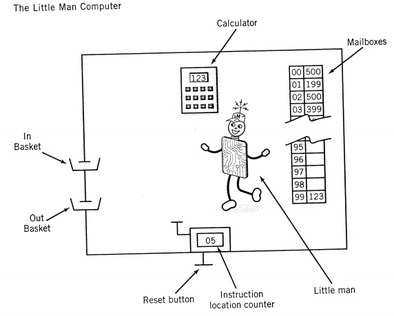 The Little Man Computer
Calculator
Mailboxes
123
00 500
01 199
02 500
03 399
In
Basket
95
96
97
98
99 123
Out
Basket
05
Reset button
Instruction
location counter
Little man